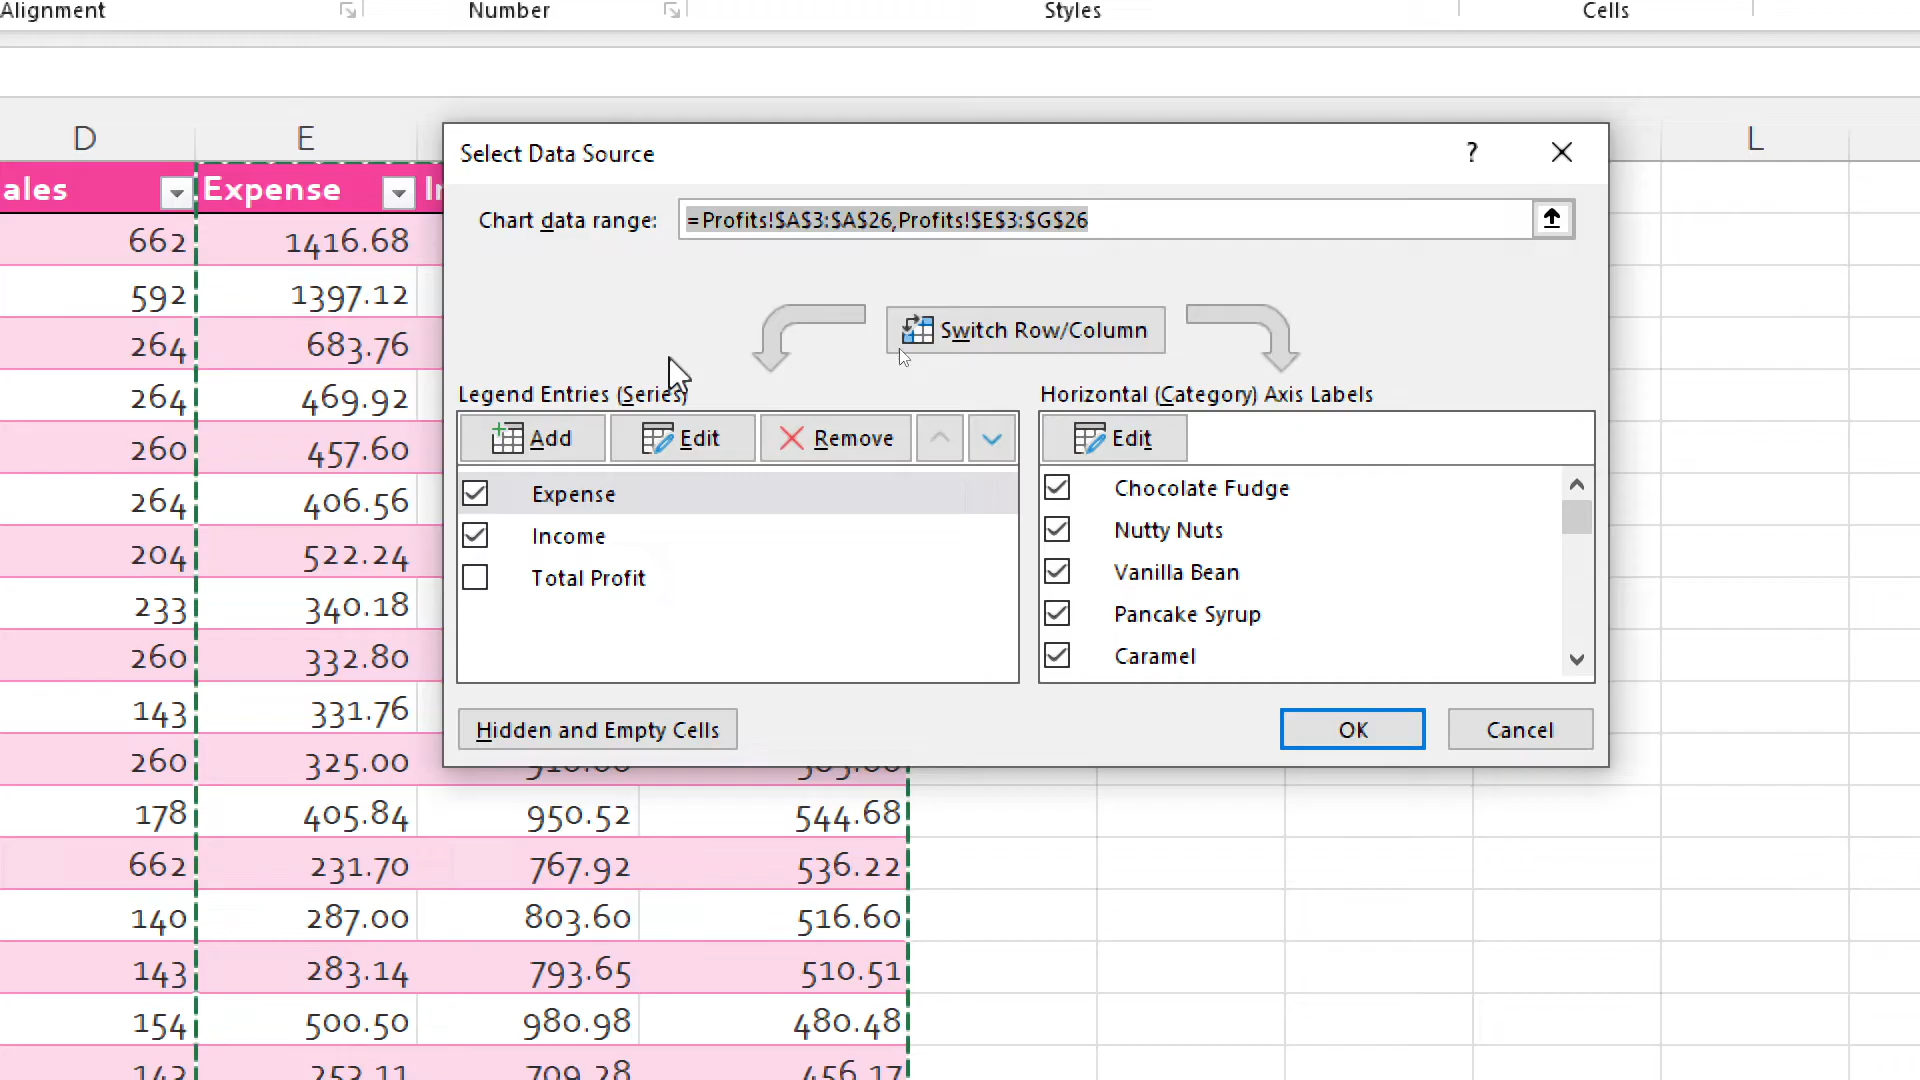 Alignment Number Styles Cells
D E L
Select Data Source ?
ales Expense
Chart data range: =Profits!$A$3:$A$26,Profits!$E$3:$G$26
662 1416.68
592 1397.12
Switch Row/Column
264 683.76
Legend Entries (Series) Horizontal (Category) Axis Labels
264 469.92
Add Edit Remove Edit
260 457.60
Expense Chocolate Fudge
264 406.56
Income Nutty Nuts
204 522.24
Total Profit Vanilla Bean
233 340.18
Pancake Syrup
260 332.80
Caramel
143 331.76
Hidden and Empty Cells OK Cancel
260 325.00
178 405.84 950.52 544.68
662 231.70 767.92 536.22
140 287.00 803.60 516.60
143 283.14 793.65 510.51
154 500.50 980.98 480.48
143 253.11 709.28 456.17